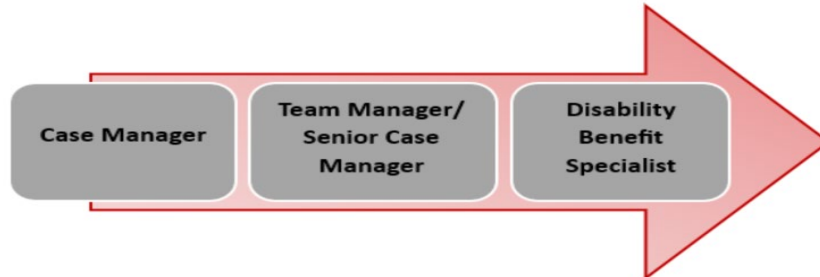 Case Manager
Team Manager/
Senior Case
Manager
Disability
Benefit
Specialist